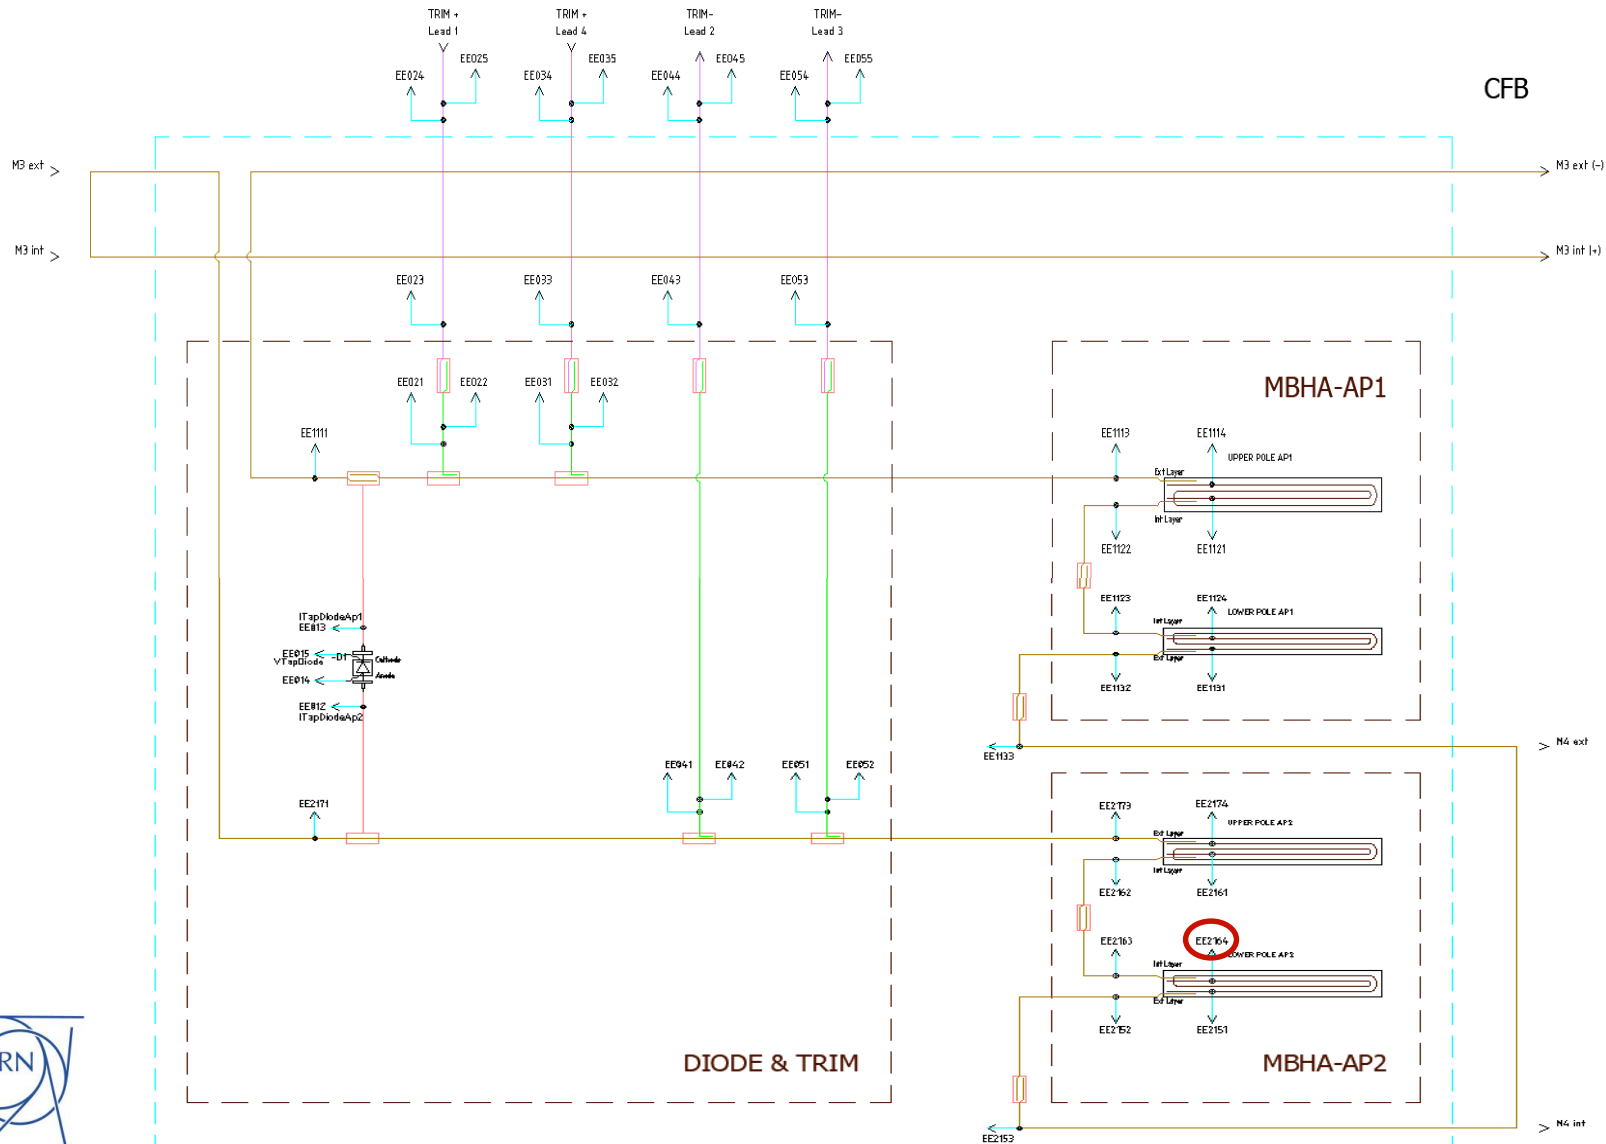 TRIM + TRIM + TRIM- TRIM-
Lead 1 Lead 4 Lead 2 Lead 3
EE025 EE035 EE045 EE055
EE024 EE034 EE044 EE054
CFB
M3 ext M3 ext (-)
M3 int M3 int (+)
EE023 EE033 EE043 EE053
EE021 EE022 EE031 EE032
MBHA-AP1
EE1111 EE1113 EE1114
UPPER POLE AP1
Ext Layer
Int Layer
EE1122 EE1121
EE1123 EE1124
LOWER POLE AP1
Int Layer
Ext Layer
EE1132 EE1131
ITapDiodeAp1
EE013
EE015
VTapDiode -D1 Cathode
Anode
EE014
EE012
ITapDiodeAp2
M4 ext
EE1133
EE041 EE042 EE051 EE052
EE2171 EE2173 EE2174
UPPER POLE AP2
Ext Layer
Int Layer
EE2162 EE2161
EE2163 EE2164
LOWER POLE AP2
Int Layer
Ext Layer
EE2152 EE2151
DIODE & TRIM MBHA-AP2
RN
M4 int
EE2153